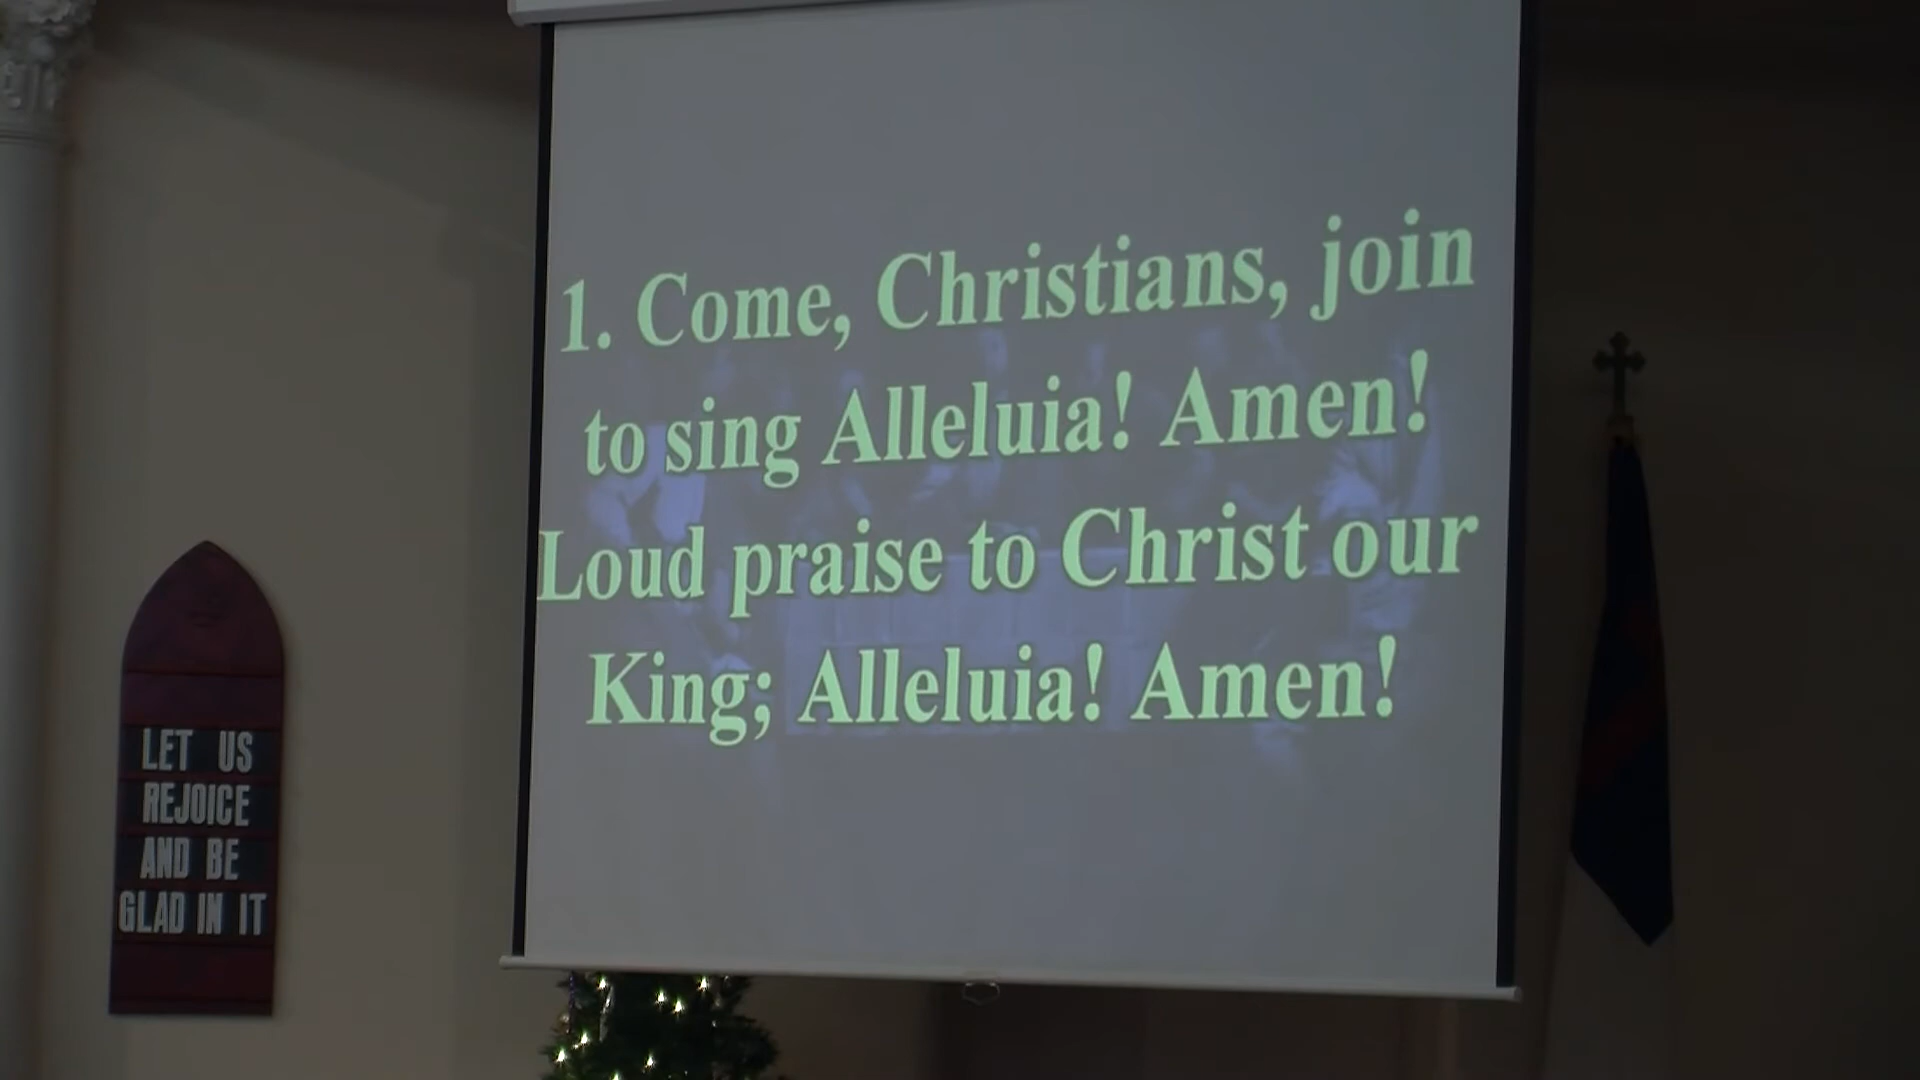 1. Come, Christians, join
to sing Alleluia! Amen!
Loud praise to Christ our
King; Alleluia! Amen!
LET US
REJOICE
AND BE
GLAD IN IT